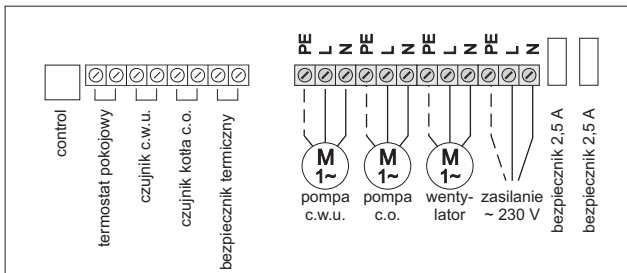 PE L N PE L N PE L N PE L N
control
termostat pokojowy
czujnik c.w.u.
czujnik kotła c.o.
bezpiecznik termiczny
M
1~
pompa
c.w.u.
M
1~
pompa
c.o.
M
1~
wenty-
lator
zasilanie
~ 230 V
bezpiecznik 2,5 A
bezpiecznik 2,5 A